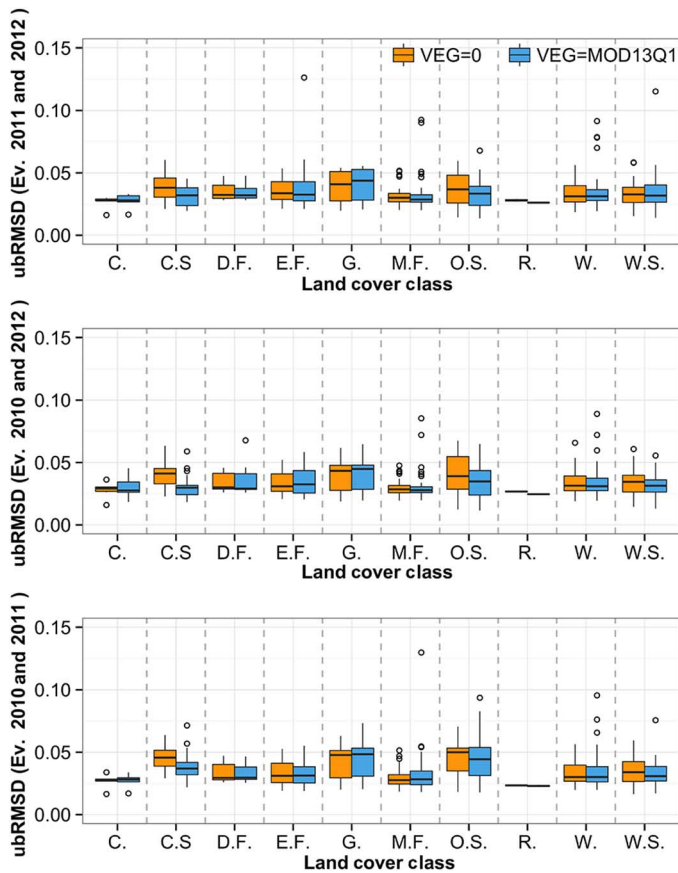 ubRMSD (Ev. 2011 and 2012)
0.15
0.10
0.05
0.00
VEG=0 VEG=MOD13Q1
C. C.S D.F. E.F. G. M.F. O.S. R. W. W.S.
Land cover class
ubRMSD (Ev. 2010 and 2012)
0.15
0.10
0.05
0.00
C. C.S D.F. E.F. G. M.F. O.S. R. W. W.S.
Land cover class
ubRMSD (Ev. 2010 and 2011)
0.15
0.10
0.05
0.00
C. C.S D.F. E.F. G. M.F. O.S. R. W. W.S.
Land cover class